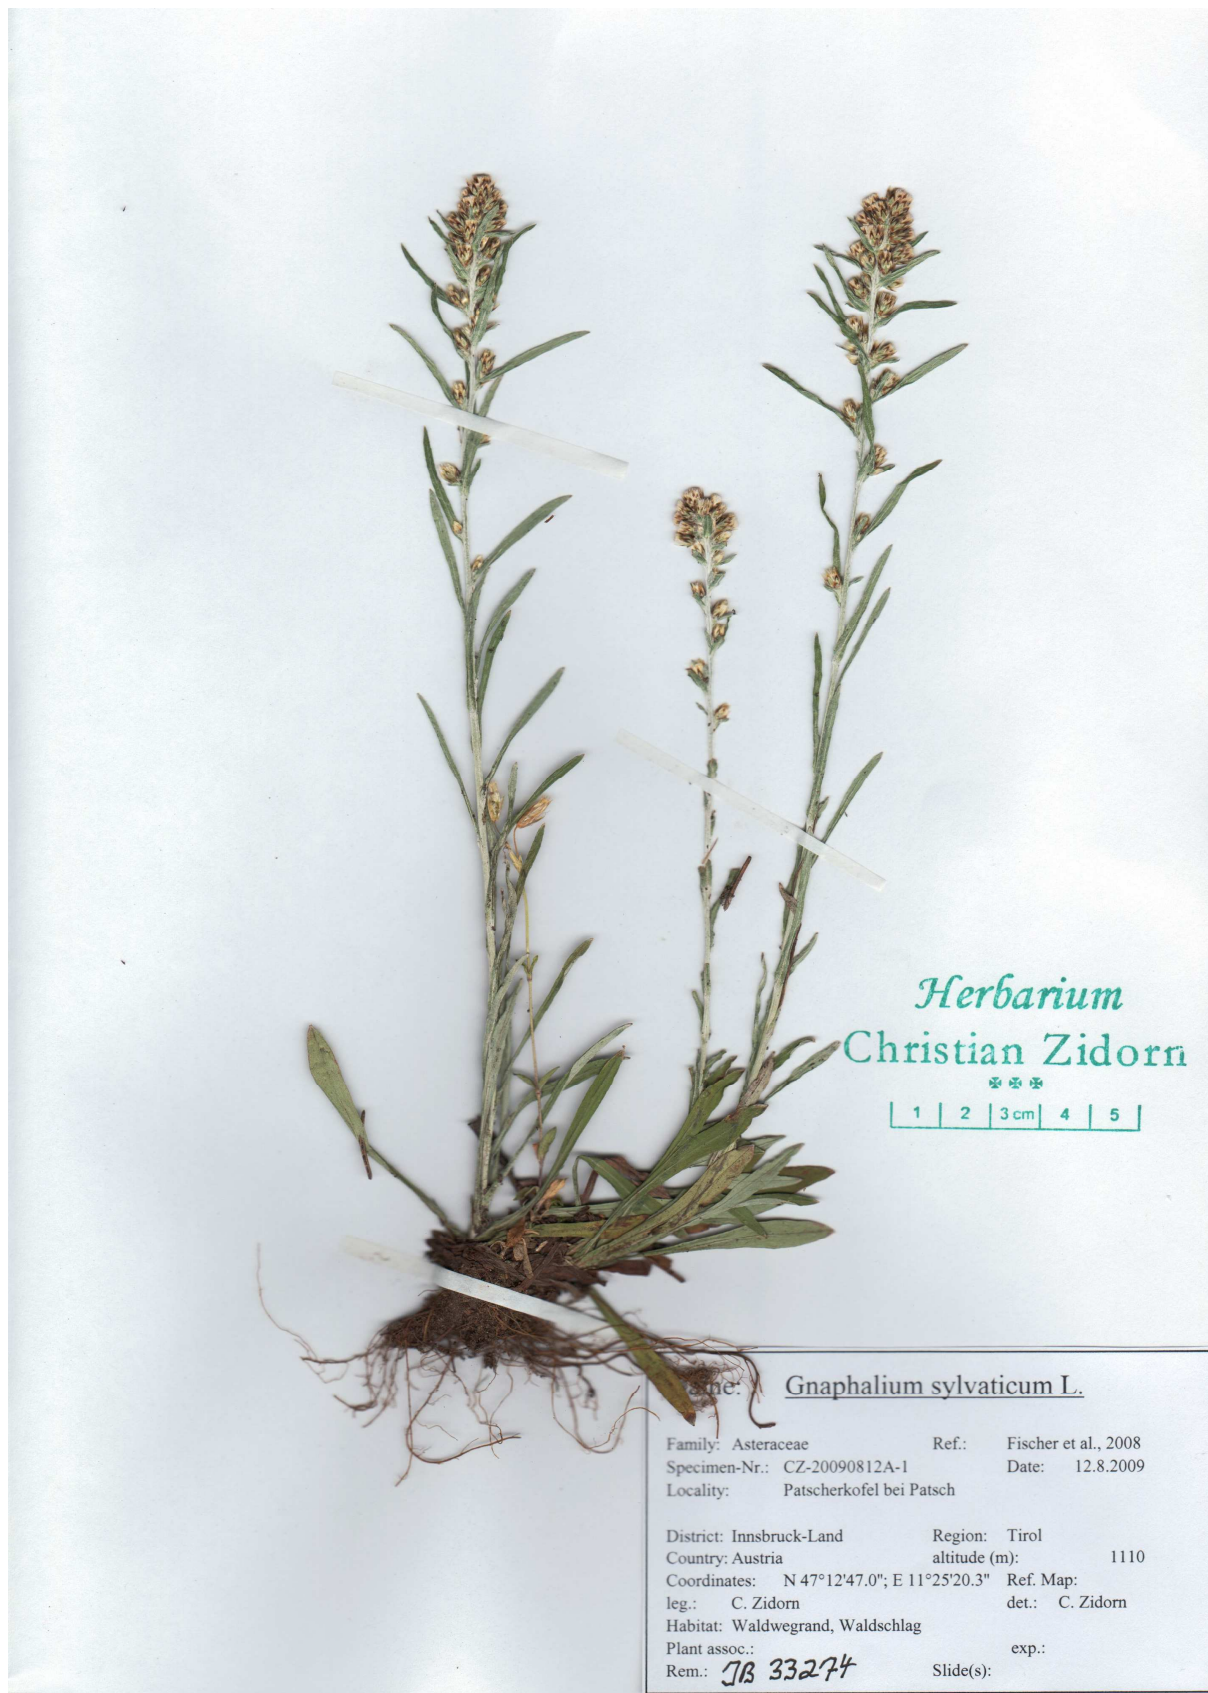 Herbarium
Christian Zidorn
1 2 3 cm 4 5
Gnaphalium sylvaticum L.
Family: Asteraceae Ref.: Fischer et al., 2008
Specimen-Nr.: CZ-20090812A-1 Date: 12.8.2009
Locality: Patscherkofel bei Patsch
District: Innsbruck-Land Region: Tirol
Country: Austria altitude (m): 1110
Coordinates: N 47°12'47.0"; E 11°25'20.3" Ref. Map:
leg.: C. Zidorn det.: C. Zidorn
Habitat: Waldwegrand, Waldschlag
Plant assoc.: exp.:
Rem.: JB 33274 Slide(s):